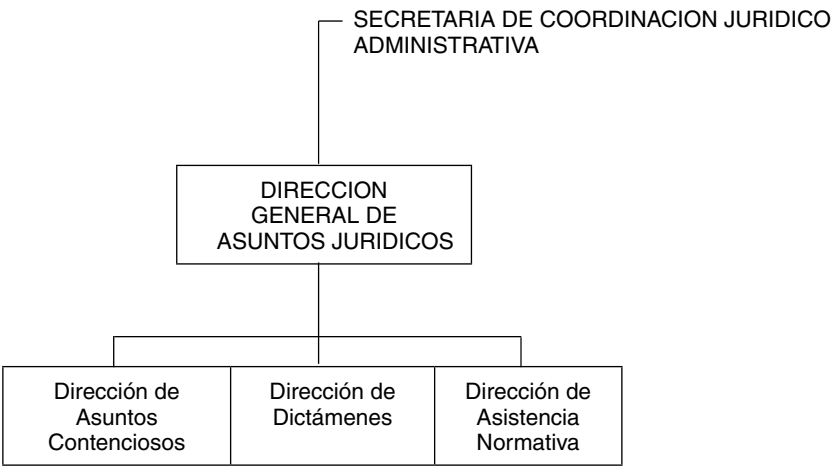 SECRETARIA DE COORDINACION JURIDICO
ADMINISTRATIVA
DIRECCION
GENERAL DE
ASUNTOS JURIDICOS
Dirección de
Asuntos
Contenciosos
Dirección de
Dictámenes
Dirección de
Asistencia
Normativa